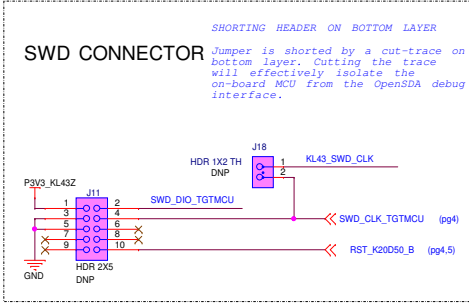 SHORTING HEADER ON BOTTOM LAYER
SWD CONNECTOR
Jumper is shorted by a cut-trace on
bottom layer. Cutting the trace
will effectively isolate the
on-board MCU from the OpenSDA debug
interface.
J18
HDR 1X2 TH
DNP
1
2
KL43_SWD_CLK
P3V3_KL43Z
J11
1 2
SWD_DIO_TGTMCU
3 4
SWD_CLK_TGTMCU (pg4)
5 6
7 8
9 10
RST_K20D50_B (pg4,5)
GND
HDR 2X5
DNP